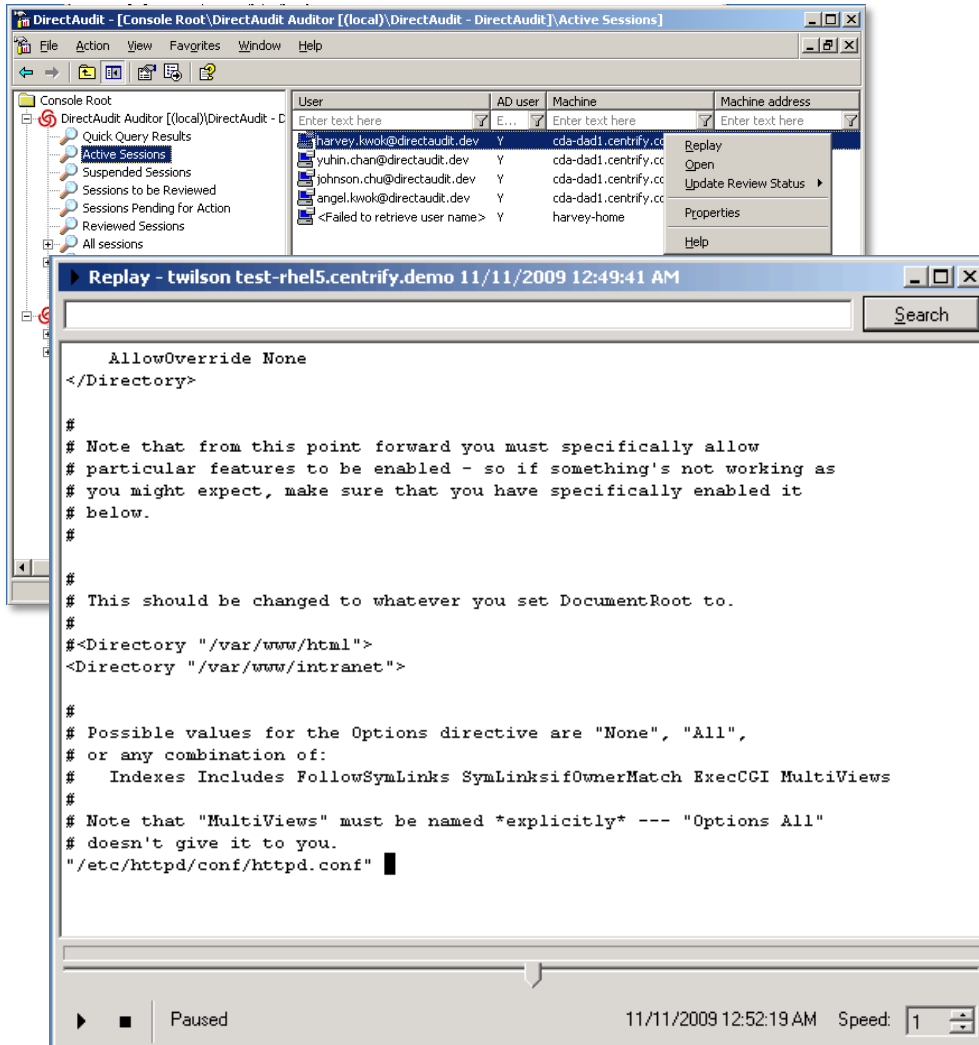 DirectAudit - [Console Root\DirectAudit Auditor [(local)\DirectAudit - DirectAudit]\Active Sessions]
File Action View Favorites Window Help
Console Root
DirectAudit Auditor [(local)\DirectAudit - D
Quick Query Results
Active Sessions
Suspended Sessions
Sessions to be Reviewed
Sessions Pending for Action
Reviewed Sessions
All sessions
User AD user Machine Machine address
Enter text here E... Enter text here Enter text here
harvey.kwok@directaudit.dev Y cda-dad1.centrify.co
yuhin.chan@directaudit.dev Y cda-dad1.centrify.cc
johnson.chu@directaudit.dev Y cda-dad1.centrify.cc
angel.kwok@directaudit.dev Y cda-dad1.centrify.cc
<Failed to retrieve user name> Y harvey-home
Replay
Open
Update Review Status
Properties
Help
Replay - twilson test-rhel5.centrify.demo 11/11/2009 12:49:41 AM
Search
    AllowOverride None
</Directory>
#
# Note that from this point forward you must specifically allow
# particular features to be enabled - so if something's not working as
# you might expect, make sure that you have specifically enabled it
# below.
#
#
# This should be changed to whatever you set DocumentRoot to.
#
#<Directory "/var/www/html">
<Directory "/var/www/intranet">
#
# Possible values for the Options directive are "None", "All",
# or any combination of:
#   Indexes Includes FollowSymLinks SymLinksifOwnerMatch ExecCGI MultiViews
#
# Note that "MultiViews" must be named *explicitly* --- "Options All"
# doesn't give it to you.
"/etc/httpd/conf/httpd.conf"
Paused 11/11/2009 12:52:19 AM Speed: 1